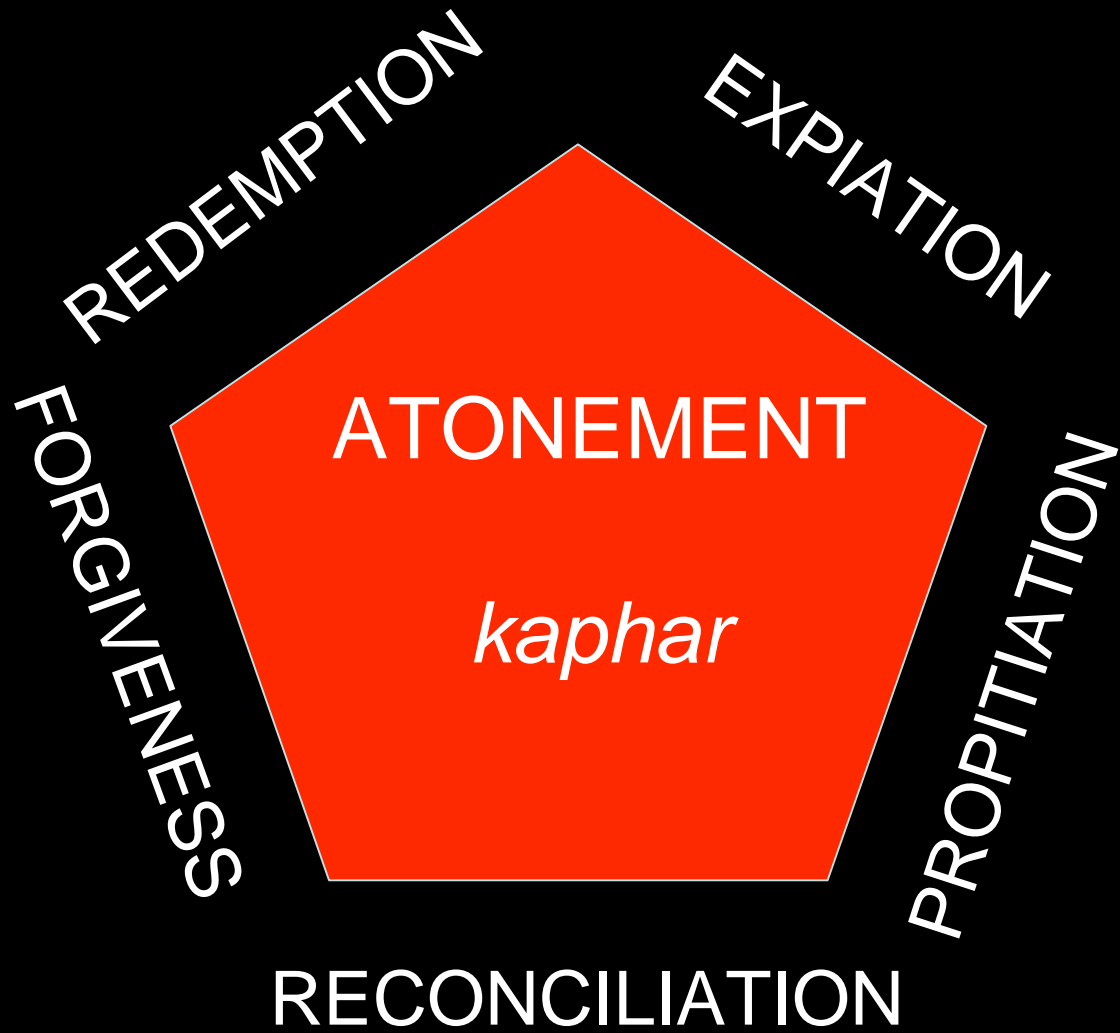 REDEMPTION
EXPIATION
FORGIVENESS
ATONEMENT
kaphar
PROPITIATION
RECONCILIATION